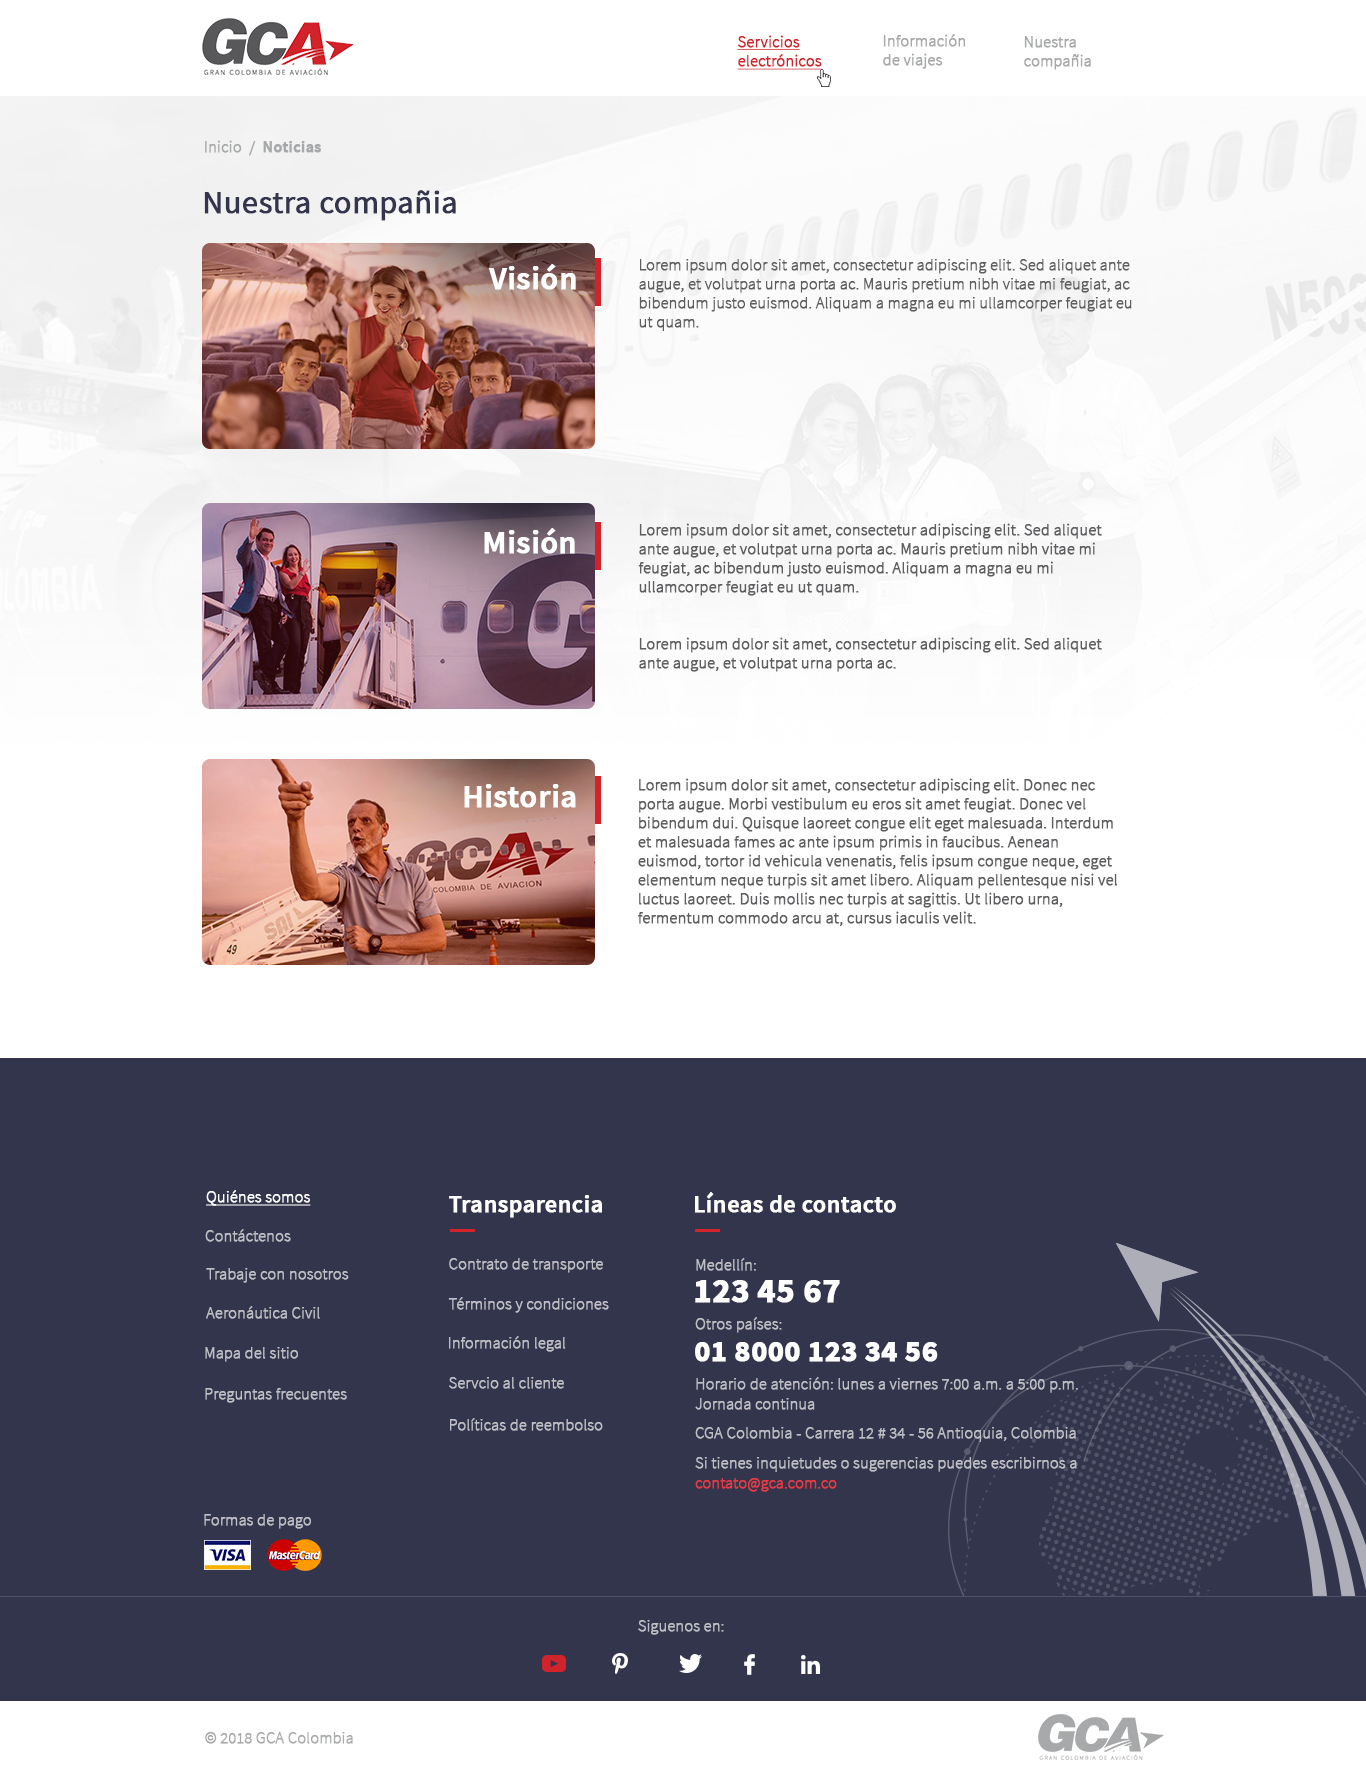 GCA
GRAN COLOMBIA DE AVIACIÓN
Servicios
electrónicos
Información
de viajes
Nuestra
compañia
Inicio / Noticias
Nuestra compañia
Visión
Lorem ipsum dolor sit amet, consectetur adipiscing elit. Sed aliquet ante
augue, et volutpat urna porta ac. Mauris pretium nibh vitae mi feugiat, ac
bibendum justo euismod. Aliquam a magna eu mi ullamcorper feugiat eu
ut quam.
N509
SAI
OLOMBIA
Misión
SAI
G
Lorem ipsum dolor sit amet, consectetur adipiscing elit. Sed aliquet
ante augue, et volutpat urna porta ac. Mauris pretium nibh vitae mi
feugiat, ac bibendum justo euismod. Aliquam a magna eu mi
ullamcorper feugiat eu ut quam.
Lorem ipsum dolor sit amet, consectetur adipiscing elit. Sed aliquet
ante augue, et volutpat urna porta ac.
Historia
GCA
COLOMBIA DE AVIACION
SAI
49
Lorem ipsum dolor sit amet, consectetur adipiscing elit. Donec nec
porta augue. Morbi vestibulum eu eros sit amet feugiat. Donec vel
bibendum dui. Quisque laoreet congue elit eget malesuada. Interdum
et malesuada fames ac ante ipsum primis in faucibus. Aenean
euismod, tortor id vehicula venenatis, felis ipsum congue neque, eget
elementum neque turpis sit amet libero. Aliquam pellentesque nisi vel
luctus laoreet. Duis mollis nec turpis at sagittis. Ut libero urna,
fermentum commodo arcu at, cursus iaculis velit.
Quiénes somos
Contáctenos
Trabaje con nosotros
Aeronáutica Civil
Mapa del sitio
Preguntas frecuentes
Transparencia
Contrato de transporte
Términos y condiciones
Información legal
Servcio al cliente
Políticas de reembolso
Líneas de contacto
Medellín:
123 45 67
Otros países:
01 8000 123 34 56
Horario de atención: lunes a viernes 7:00 a.m. a 5:00 p.m.
Jornada continua
CGA Colombia - Carrera 12 # 34 - 56 Antioquia, Colombia
Si tienes inquietudes o sugerencias puedes escribirnos a
contato@gca.com.co
Formas de pago
VISA
MasterCard
Siguenos en:
© 2018 GCA Colombia
GCA
GRAN COLOMBIA DE AVIACIÓN